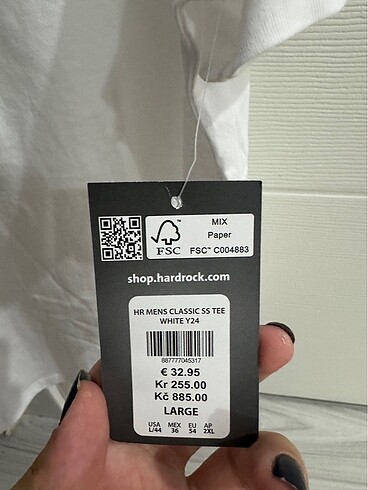 MIX
Paper
FSC™ C004883
FSC
shop.hardrock.com
HR MENS CLASSIC SS TEE
WHITE Y24
887777045317
€ 32.95
Kr 255.00
Kč 885.00
LARGE
USA MEX EU AP
L/44 36 54 2XL